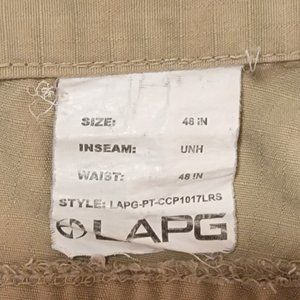 SIZE: 48 IN
INSEAM: UNH
WAIST: 48 IN
STYLE: LAPG-PT-CCP1017LRS
LAPG